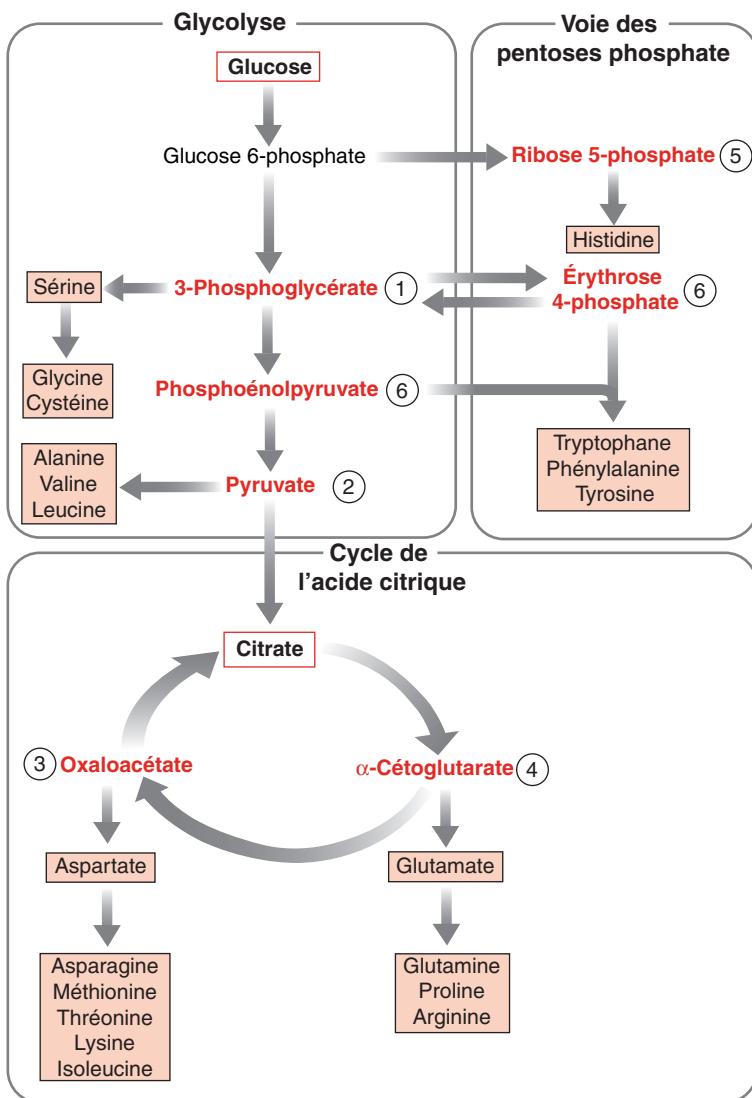 Glycolyse
Voie des
pentoses phosphate
Glucose
Glucose 6-phosphate
Ribose 5-phosphate 5
Histidine
Sérine
3-Phosphoglycérate 1
Érythrose
4-phosphate 6
Glycine
Cystéine
Phosphoénolpyruvate 6
Tryptophane
Phénylalanine
Tyrosine
Alanine
Valine
Leucine
Pyruvate 2
Cycle de
l'acide citrique
Citrate
3 Oxaloacétate
α-Cétoglutarate 4
Aspartate
Glutamate
Asparagine
Méthionine
Thréonine
Lysine
Isoleucine
Glutamine
Proline
Arginine